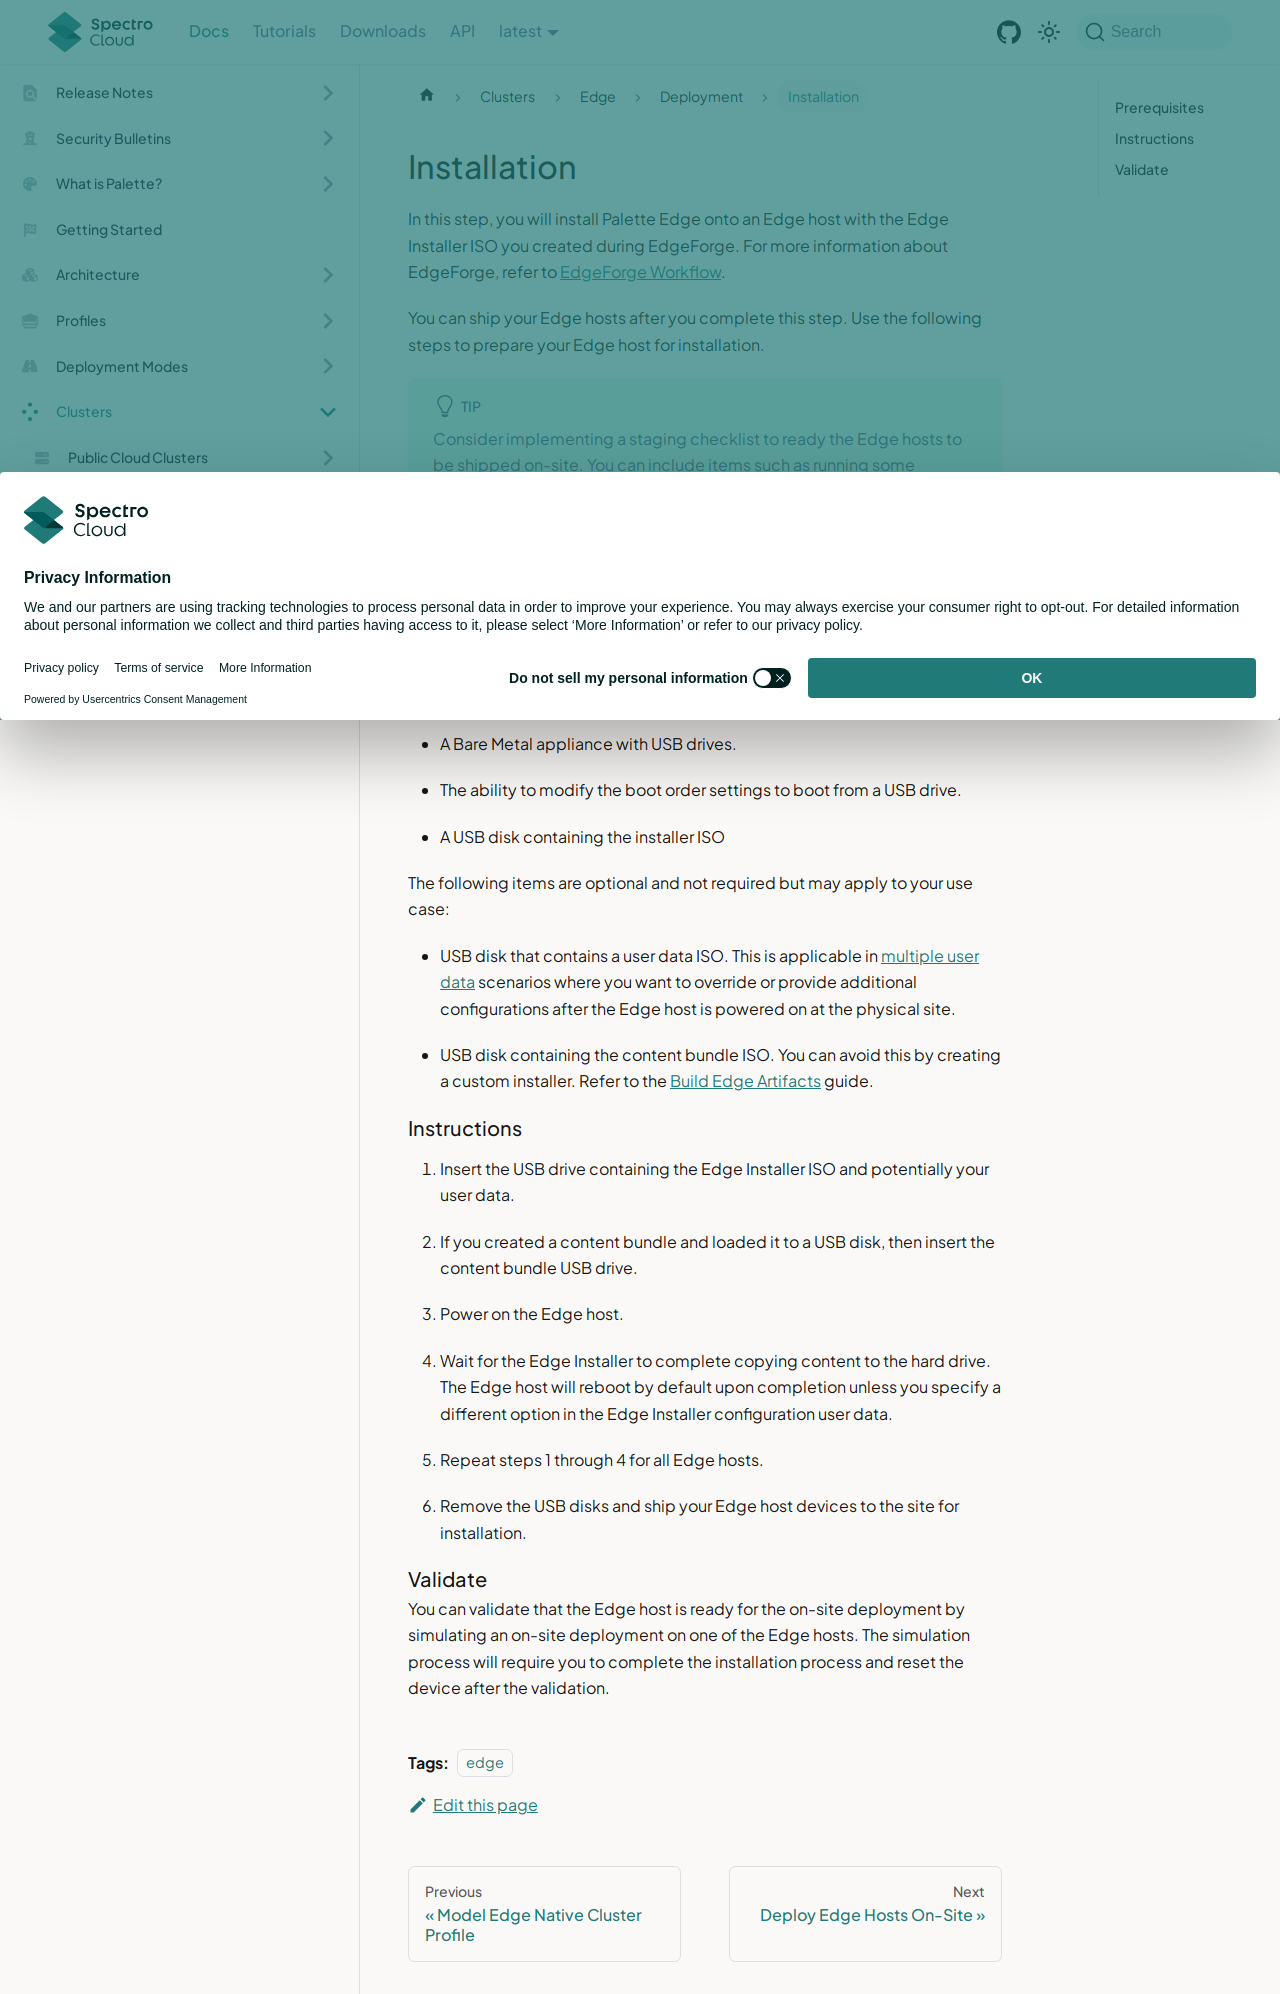 Spectro Cloud
Docs
Tutorials
Downloads
API
latest
Search
Release Notes
Security Bulletins
What is Palette?
Getting Started
Architecture
Profiles
Deployment Modes
Clusters
Public Cloud Clusters
Clusters
Edge
Deployment
Installation
Prerequisites
Instructions
Validate
Installation
In this step, you will install Palette Edge onto an Edge host with the Edge
Installer ISO you created during EdgeForge. For more information about
EdgeForge, refer to EdgeForge Workflow.
You can ship your Edge hosts after you complete this step. Use the following
steps to prepare your Edge host for installation.
TIP
Consider implementing a staging checklist to ready the Edge hosts to
be shipped on-site. You can include items such as running some
Spectro Cloud
Privacy Information
We and our partners are using tracking technologies to process personal data in order to improve your experience. You may always exercise your consumer right to opt-out. For detailed information
about personal information we collect and third parties having access to it, please select ‘More Information’ or refer to our privacy policy.
Privacy policy
Terms of service
More Information
Powered by Usercentrics Consent Management
Do not sell my personal information
OK
A Bare Metal appliance with USB drives.
The ability to modify the boot order settings to boot from a USB drive.
A USB disk containing the installer ISO
The following items are optional and not required but may apply to your use
case:
USB disk that contains a user data ISO. This is applicable in multiple user
data scenarios where you want to override or provide additional
configurations after the Edge host is powered on at the physical site.
USB disk containing the content bundle ISO. You can avoid this by creating
a custom installer. Refer to the Build Edge Artifacts guide.
Instructions
1. Insert the USB drive containing the Edge Installer ISO and potentially your
user data.
2. If you created a content bundle and loaded it to a USB disk, then insert the
content bundle USB drive.
3. Power on the Edge host.
4. Wait for the Edge Installer to complete copying content to the hard drive.
The Edge host will reboot by default upon completion unless you specify a
different option in the Edge Installer configuration user data.
5. Repeat steps 1 through 4 for all Edge hosts.
6. Remove the USB disks and ship your Edge host devices to the site for
installation.
Validate
You can validate that the Edge host is ready for the on-site deployment by
simulating an on-site deployment on one of the Edge hosts. The simulation
process will require you to complete the installation process and reset the
device after the validation.
Tags: edge
Edit this page
Previous
« Model Edge Native Cluster
Profile
Next
Deploy Edge Hosts On-Site »